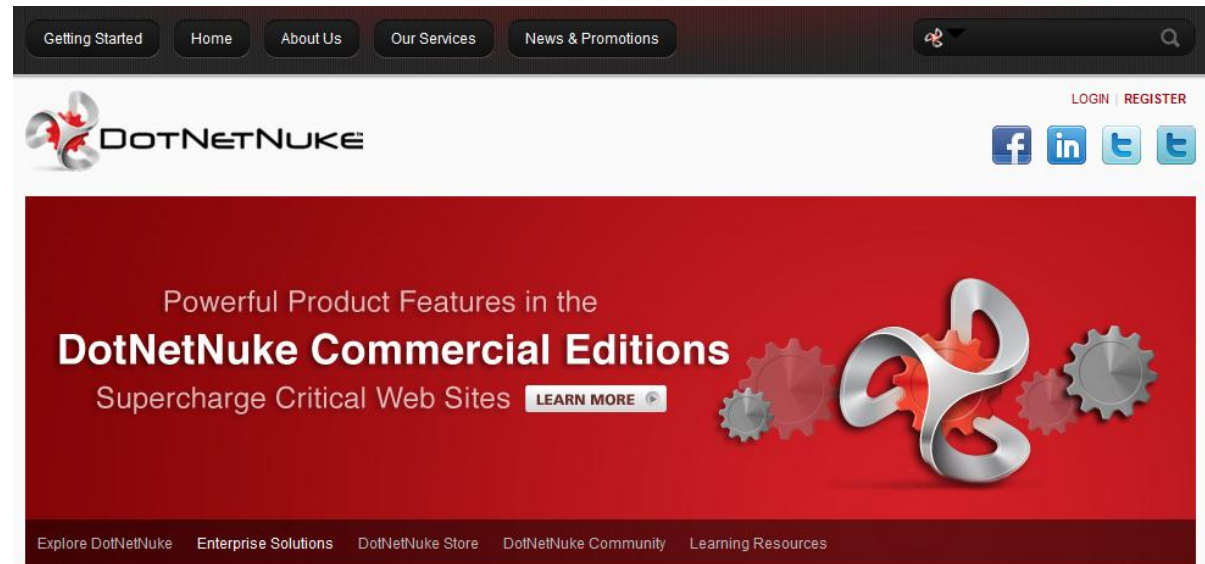 Getting Started Home About Us Our Services News & Promotions
LOGIN | REGISTER
DOTNETNUKE™
Powerful Product Features in the
DotNetNuke Commercial Editions
Supercharge Critical Web Sites LEARN MORE
Explore DotNetNuke Enterprise Solutions DotNetNuke Store DotNetNuke Community Learning Resources